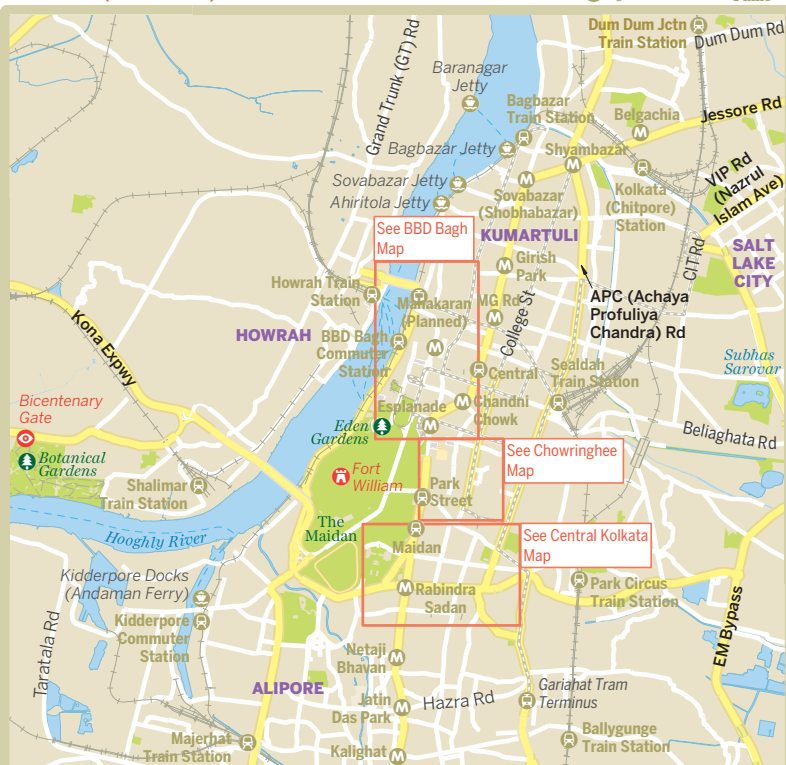 Dum Dum Jctn
Train Station
Dum Dum Rd
Grand Trunk (GT) Rd
Baranagar
Jetty
Bagbazar
Train Station
Belgachia
Jessore Rd
Bagbazar Jetty
Shyambazar
VIP Rd
(Nazrul
Islam Ave)
Sovabazar Jetty
Ahiritola Jetty
Sovabazar
(Shobhabazar)
Kolkata
(Chitpore)
Station
See BBD Bagh
Map
KUMARTULI
CIT Rd
SALT
LAKE
CITY
Girish
Park
Howrah Train
Station
Mahakaran
(Planned)
MG Rd
College St
APC (Achaya
Profuliya
Chandra) Rd
Kona Expwy
HOWRAH
BBD Bagh
Commuter
Station
Central
Sealdah
Train Station
Subhas
Sarovar
Bicentenary
Gate
Esplanade
Chandni
Chowk
Eden
Gardens
Beliaghata Rd
Botanical
Gardens
See Chowringhee
Map
Fort
William
Shalimar
Train Station
Park
Street
The
Maidan
Hooghly River
Maidan
See Central Kolkata
Map
Kidderpore Docks
(Andaman Ferry)
Rabindra
Sadan
Park Circus
Train Station
Kidderpore
Commuter
Station
Taratala Rd
EM Bypass
Netaji
Bhavan
ALIPORE
Jatin
Das Park
Hazra Rd
Gariahat Tram
Terminus
Majerhat
Train Station
Kalighat
Ballygunge
Train Station